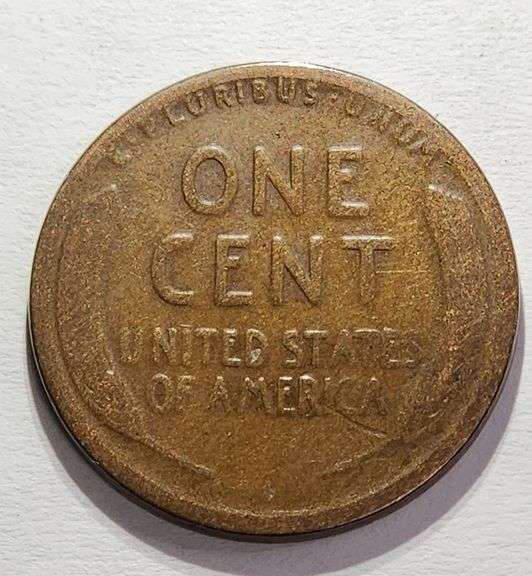 E·PLURIBUS·UNUM
ONE
CENT
UNITED STATES
OF AMERICA